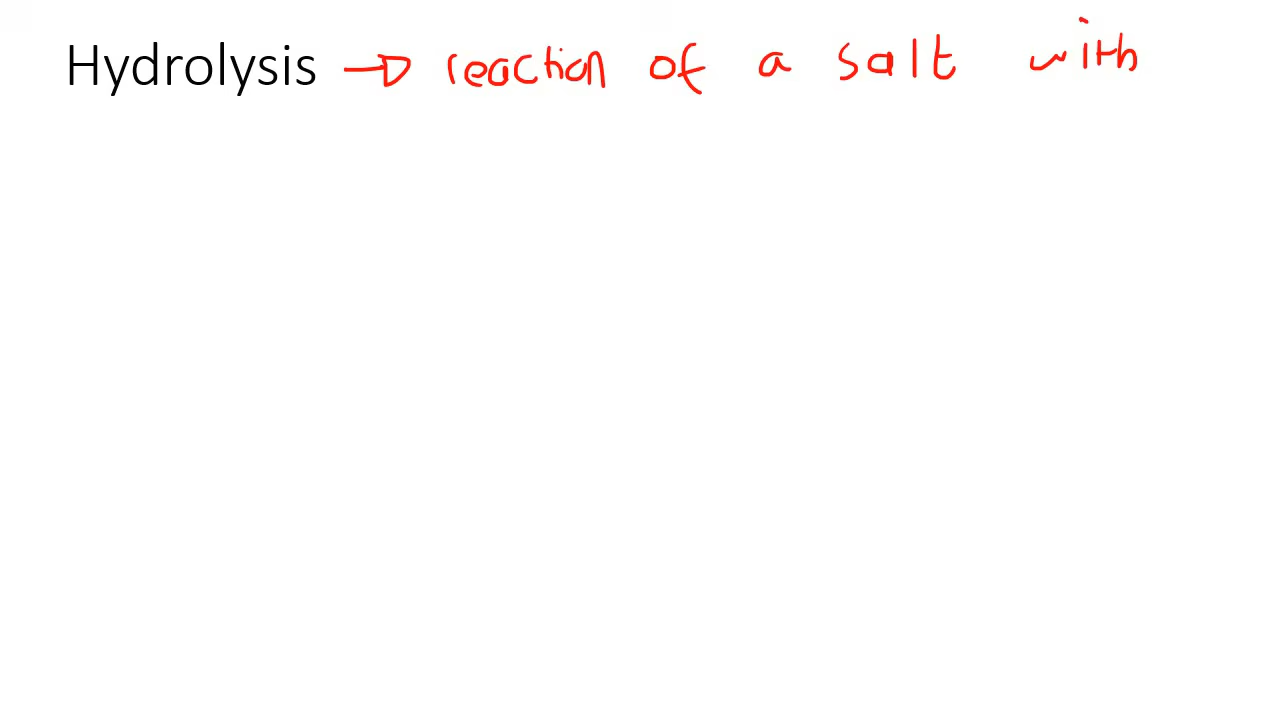 Hydrolysis → reaction of a salt with